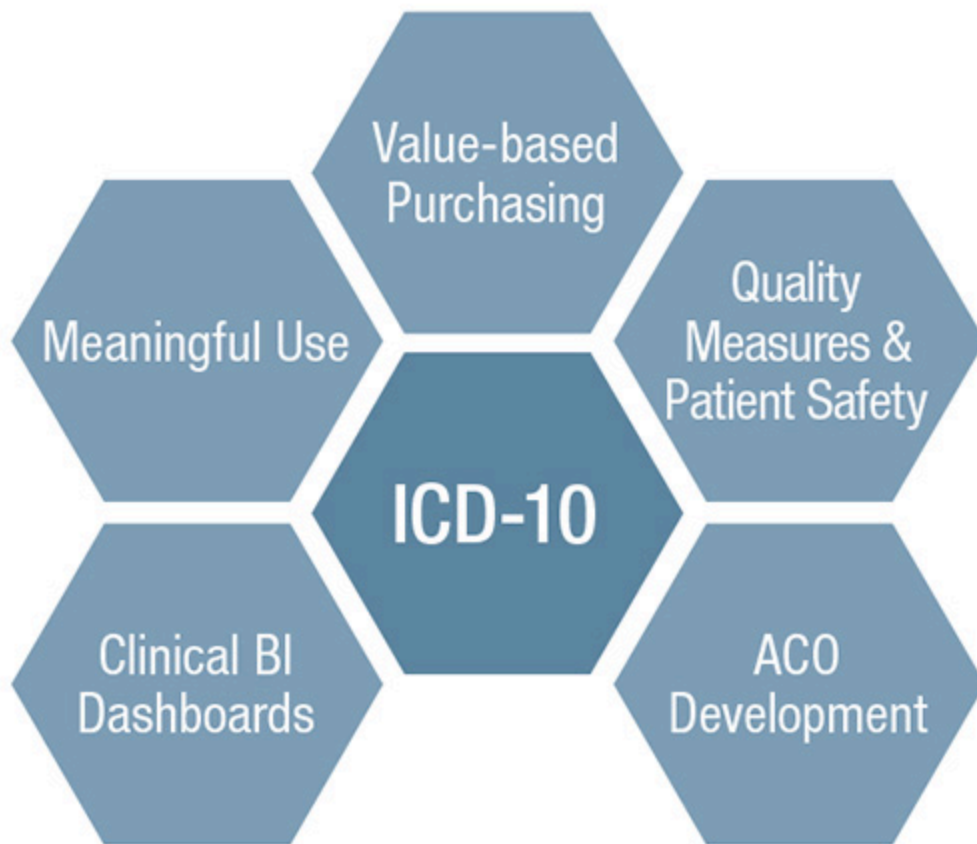 Value-based
Purchasing
Meaningful Use
Quality
Measures &
Patient Safety
ICD-10
Clinical BI
Dashboards
ACO
Development